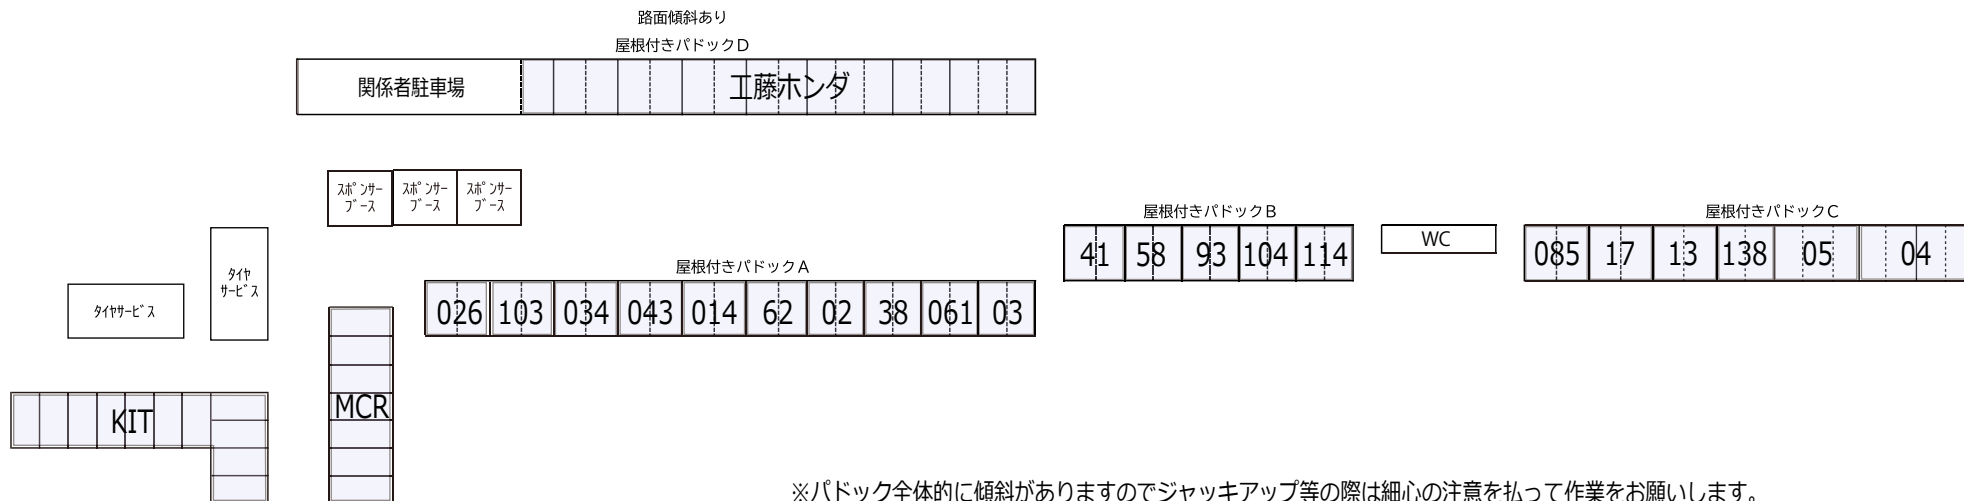 路面傾斜あり
屋根付きパドックD
関係者駐車場
工藤ホンダ
スポンサー
ブース
スポンサー
ブース
スポンサー
ブース
屋根付きパドックB
41 58 93 104 114
WC
屋根付きパドックC
085 17 13 138 05 04
タイヤ
サービス
タイヤサービス
屋根付きパドックA
026 103 034 043 014 62 02 38 061 03
KIT
MCR
※パドック全体的に傾斜がありますのでジャッキアップ等の際は細心の注意を払って作業をお願いします。